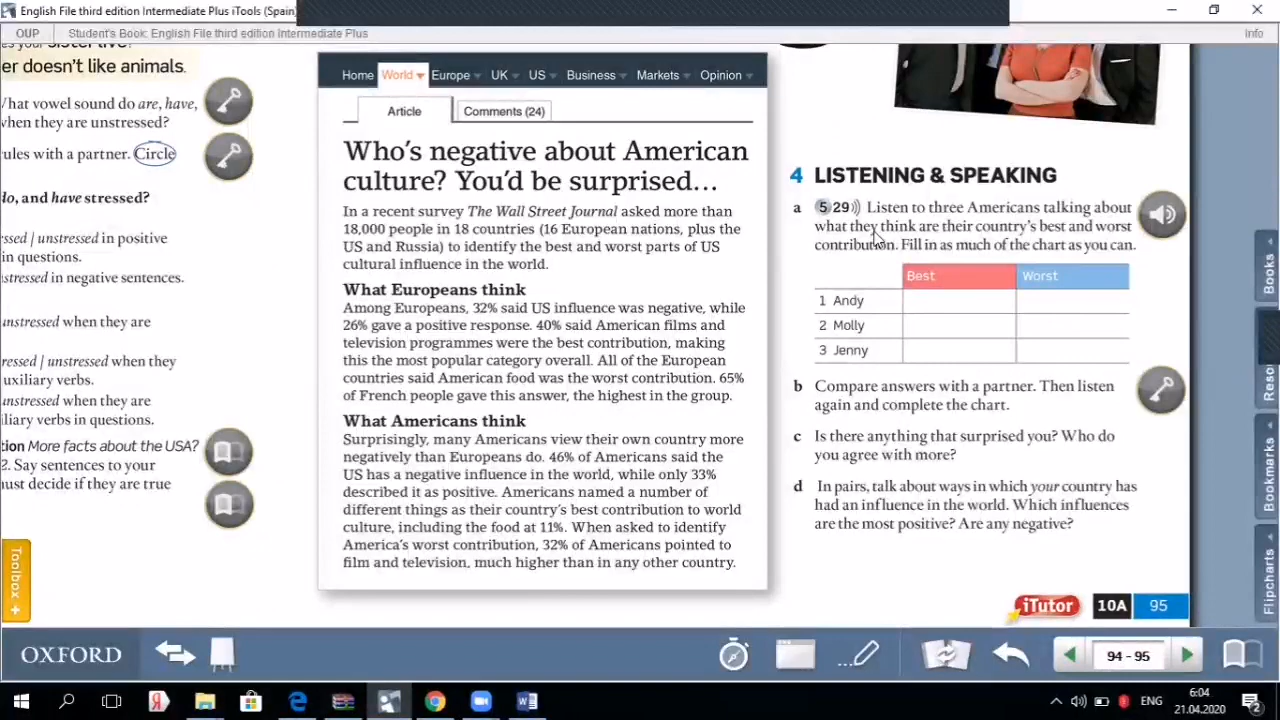 English File third edition Intermediate Plus iTools (Spain)
OUP
Student's Book: English File third edition Intermediate Plus
Info
er doesn't like animals.
hat vowel sound do are, have,
when they are unstressed?
ules with a partner. Circle
and have stressed?
unstressed in positive
in questions.
in negative sentences.
unstressed when they are
unstressed when they
uxiliary verbs.
unstressed when they are
iliary verbs in questions.
More facts about the USA?
2. Say sentences to your
must decide if they are true
Toolbox +
Home World Europe UK US Business Markets Opinion
Article Comments (24)
Who's negative about American
culture? You'd be surprised...
In a recent survey The Wall Street Journal asked more than
18,000 people in 18 countries (16 European nations, plus the
US and Russia) to identify the best and worst parts of US
cultural influence in the world.
What Europeans think
Among Europeans, 32% said US influence was negative, while
26% gave a positive response. 40% said American films and
television programmes were the best contribution, making
this the most popular category overall. All of the European
countries said American food was the worst contribution. 65%
of French people gave this answer, the highest in the group.
What Americans think
Surprisingly, many Americans view their own country more
negatively than Europeans do. 46% of Americans said the
US has a negative influence in the world, while only 33%
described it as positive. Americans named a number of
different things as their country's best contribution to world
culture, including the food at 11%. When asked to identify
America's worst contribution, 32% of Americans pointed to
film and television, much higher than in any other country.
4 LISTENING & SPEAKING
a 5 29 Listen to three Americans talking about
what they think are their country's best and worst
contribution. Fill in as much of the chart as you can.
Best Worst
1 Andy
2 Molly
3 Jenny
b Compare answers with a partner. Then listen
again and complete the chart.
c Is there anything that surprised you? Who do
you agree with more?
d In pairs, talk about ways in which your country has
had an influence in the world. Which influences
are the most positive? Are any negative?
iTutor 10A 95
Books
Bookmarks
Flipcharts
OXFORD
94 - 95
ENG
6:04
21.04.2020
2